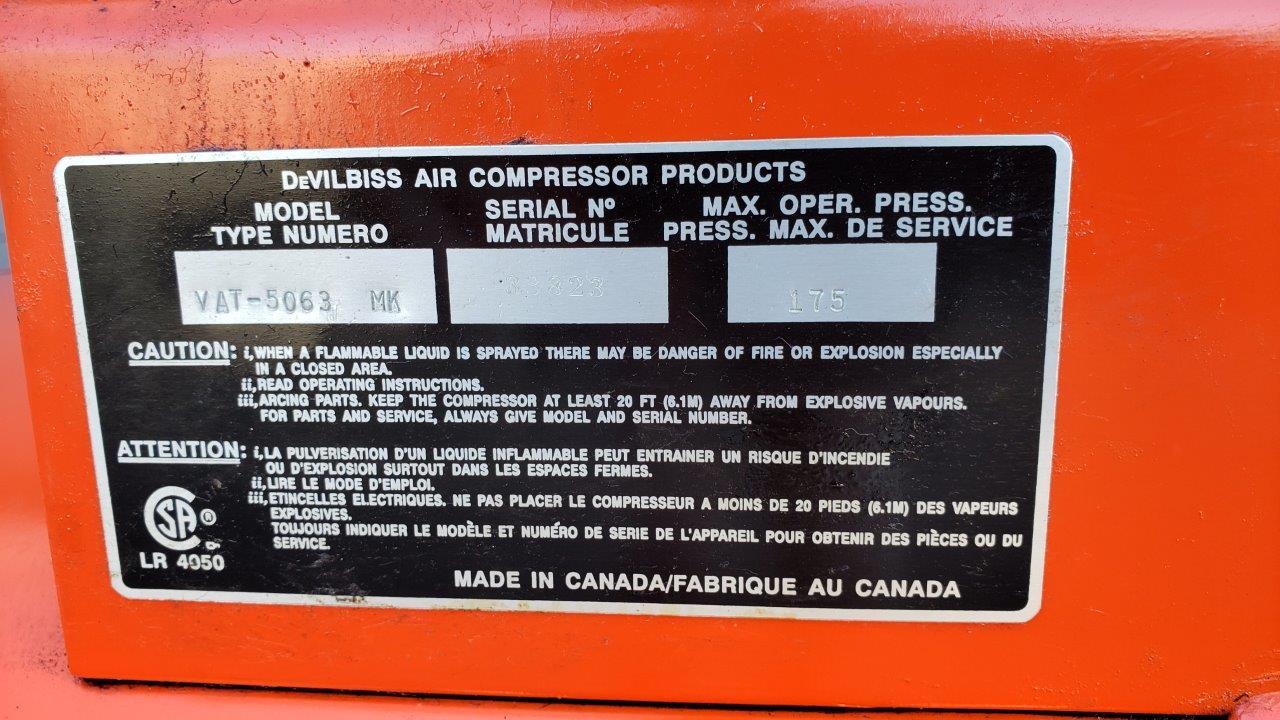 DEVILBISS AIR COMPRESSOR PRODUCTS
MODEL
TYPE NUMERO
SERIAL Nº
MATRICULE
MAX. OPER. PRESS.
PRESS. MAX. DE SERVICE
VAT-5063 MK
175
CAUTION: i, WHEN A FLAMMABLE LIQUID IS SPRAYED THERE MAY BE DANGER OF FIRE OR EXPLOSION ESPECIALLY
IN A CLOSED AREA.
ii, READ OPERATING INSTRUCTIONS.
iii, ARCING PARTS. KEEP THE COMPRESSOR AT LEAST 20 FT (6.1M) AWAY FROM EXPLOSIVE VAPOURS.
FOR PARTS AND SERVICE, ALWAYS GIVE MODEL AND SERIAL NUMBER.
ATTENTION: i, LA PULVERISATION D'UN LIQUIDE INFLAMMABLE PEUT ENTRAINER UN RISQUE D'INCENDIE
OU D'EXPLOSION SURTOUT DANS LES ESPACES FERMES.
ii, LIRE LE MODE D'EMPLOI.
iii, ETINCELLES ELECTRIQUES. NE PAS PLACER LE COMPRESSEUR A MOINS DE 20 PIEDS (6.1M) DES VAPEURS
EXPLOSIVES.
TOUJOURS INDIQUER LE MODÈLE ET NUMÉRO DE SERIE DE L'APPAREIL POUR OBTENIR DES PIÈCES OU DU
SERVICE.
SA ®
LR 4050
MADE IN CANADA/FABRIQUE AU CANADA